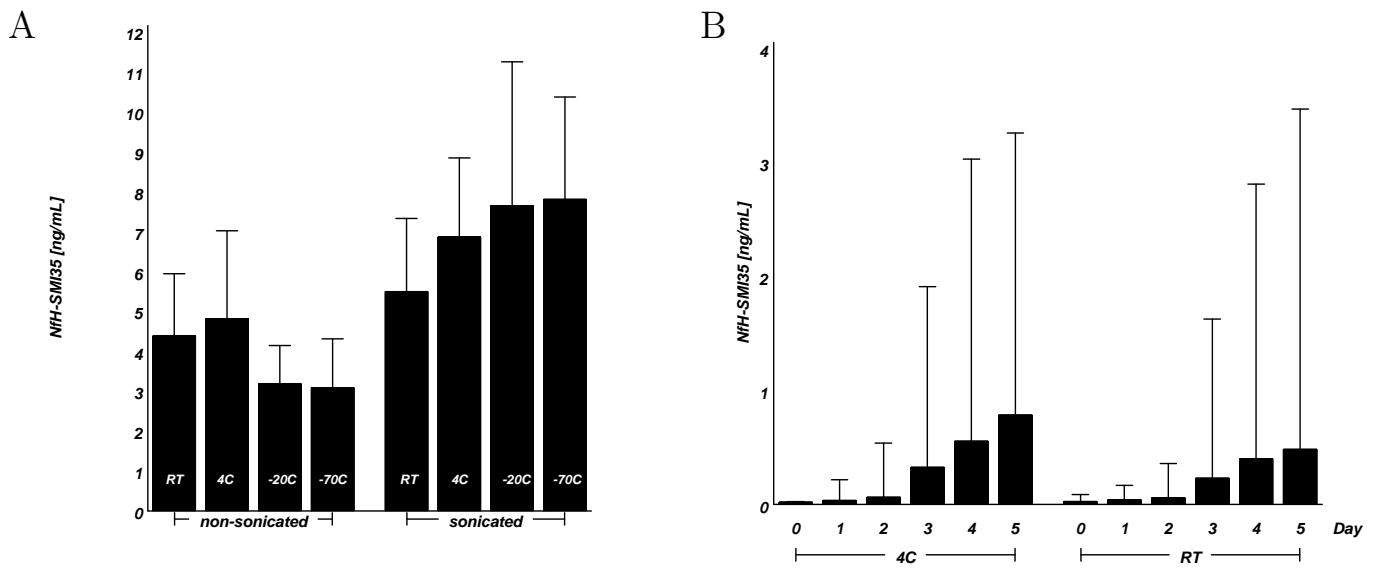 A
NfH-SMI35 [ng/mL]
12
11
10
9
8
7
6
5
4
3
2
1
0
RT 4C -20C -70C RT 4C -20C -70C
non-sonicated sonicated
B
NfH-SMI35 [ng/mL]
4
3
2
1
0
0 1 2 3 4 5 0 1 2 3 4 5 Day
4C RT